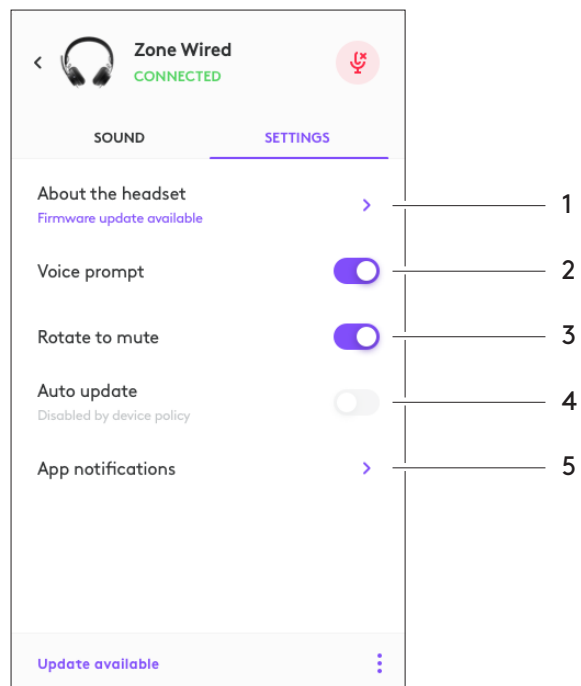 Zone Wired
CONNECTED
SOUND SETTINGS
About the headset
Firmware update available
1
Voice prompt
2
Rotate to mute
3
Auto update
Disabled by device policy
4
App notifications
5
Update available